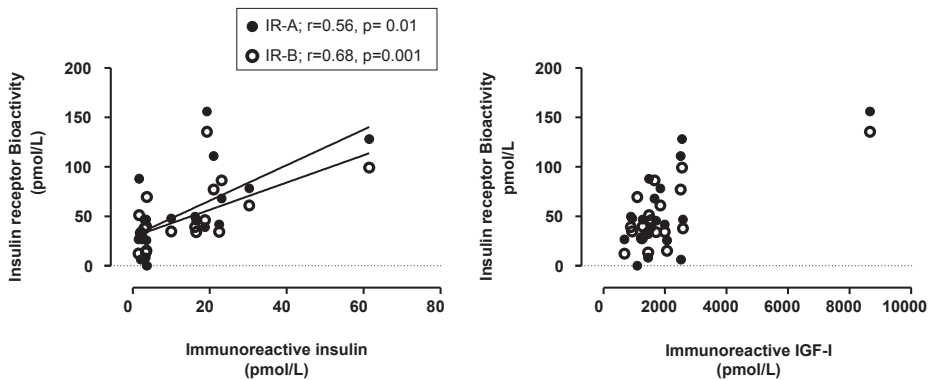 IR-A; r=0.56, p= 0.01
IR-B; r=0.68, p=0.001
Insulin receptor Bioactivity
(pmol/L)
200
150
100
50
0
0 20 40 60 80
Immunoreactive insulin
(pmol/L)
Insulin receptor Bioactivity
pmol/L
200
150
100
50
0
0 2000 4000 6000 8000 10000
Immunoreactive IGF-I
(pmol/L)